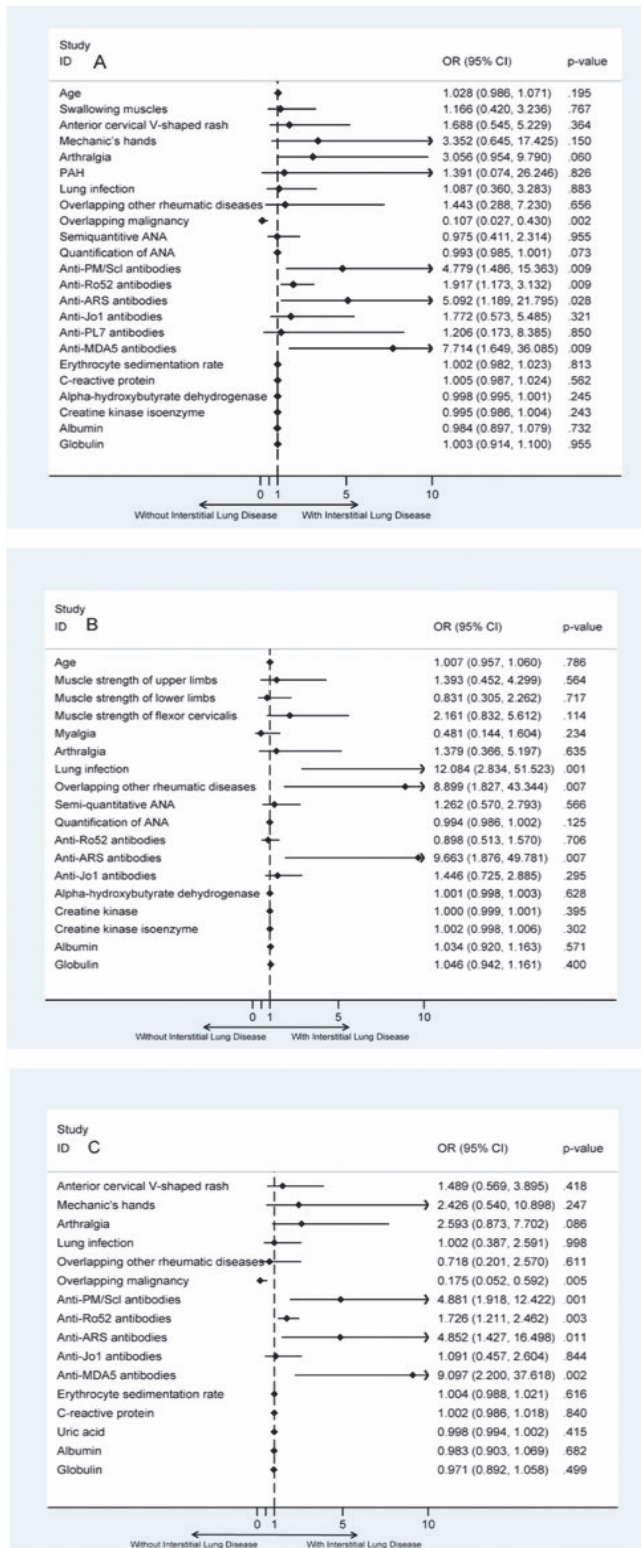 Study
ID A OR (95% CI) p-value
Age 1.028 (0.986, 1.071) .195
Swallowing muscles 1.166 (0.420, 3.236) .767
Anterior cervical V-shaped rash 1.688 (0.545, 5.229) .364
Mechanic's hands 3.352 (0.645, 17.425) .150
Arthralgia 3.056 (0.954, 9.790) .060
PAH 1.391 (0.074, 26.246) .826
Lung infection 1.087 (0.360, 3.283) .883
Overlapping other rheumatic diseases 1.443 (0.288, 7.230) .656
Overlapping malignancy 0.107 (0.027, 0.430) .002
Semiquantitive ANA 0.975 (0.411, 2.314) .955
Quantification of ANA 0.993 (0.985, 1.001) .073
Anti-PM/Scl antibodies 4.779 (1.486, 15.363) .009
Anti-Ro52 antibodies 1.917 (1.173, 3.132) .009
Anti-ARS antibodies 5.092 (1.189, 21.795) .028
Anti-Jo1 antibodies 1.772 (0.573, 5.485) .321
Anti-PL7 antibodies 1.206 (0.173, 8.385) .850
Anti-MDA5 antibodies 7.714 (1.649, 36.085) .009
Erythrocyte sedimentation rate 1.002 (0.982, 1.023) .813
C-reactive protein 1.005 (0.987, 1.024) .562
Alpha-hydroxybutyrate dehydrogenase 0.998 (0.995, 1.001) .245
Creatine kinase isoenzyme 0.995 (0.986, 1.004) .243
Albumin 0.984 (0.897, 1.079) .732
Globulin 1.003 (0.914, 1.100) .955
0 1 5 10
Without Interstitial Lung Disease With Interstitial Lung Disease
Study
ID B OR (95% CI) p-value
Age 1.007 (0.957, 1.060) .786
Muscle strength of upper limbs 1.393 (0.452, 4.299) .564
Muscle strength of lower limbs 0.831 (0.305, 2.262) .717
Muscle strength of flexor cervicalis 2.161 (0.832, 5.612) .114
Myalgia 0.481 (0.144, 1.604) .234
Arthralgia 1.379 (0.366, 5.197) .635
Lung infection 12.084 (2.834, 51.523) .001
Overlapping other rheumatic diseases 8.899 (1.827, 43.344) .007
Semi-quantitative ANA 1.262 (0.570, 2.793) .566
Quantification of ANA 0.994 (0.986, 1.002) .125
Anti-Ro52 antibodies 0.898 (0.513, 1.570) .706
Anti-ARS antibodies 9.663 (1.876, 49.781) .007
Anti-Jo1 antibodies 1.446 (0.725, 2.885) .295
Alpha-hydroxybutyrate dehydrogenase 1.001 (0.998, 1.003) .628
Creatine kinase 1.000 (0.999, 1.001) .395
Creatine kinase isoenzyme 1.002 (0.998, 1.006) .302
Albumin 1.034 (0.920, 1.163) .571
Globulin 1.046 (0.942, 1.161) .400
0 1 5 10
Without Interstitial Lung Disease With Interstitial Lung Disease
Study
ID C OR (95% CI) p-value
Anterior cervical V-shaped rash 1.489 (0.569, 3.895) .418
Mechanic's hands 2.426 (0.540, 10.898) .247
Arthralgia 2.593 (0.873, 7.702) .086
Lung infection 1.002 (0.387, 2.591) .998
Overlapping other rheumatic diseases 0.718 (0.201, 2.570) .611
Overlapping malignancy 0.175 (0.052, 0.592) .005
Anti-PM/Scl antibodies 4.881 (1.918, 12.422) .001
Anti-Ro52 antibodies 1.726 (1.211, 2.462) .003
Anti-ARS antibodies 4.852 (1.427, 16.498) .011
Anti-Jo1 antibodies 1.091 (0.457, 2.604) .844
Anti-MDA5 antibodies 9.097 (2.200, 37.618) .002
Erythrocyte sedimentation rate 1.004 (0.988, 1.021) .616
C-reactive protein 1.002 (0.986, 1.018) .840
Uric acid 0.998 (0.994, 1.002) .415
Albumin 0.983 (0.903, 1.069) .682
Globulin 0.971 (0.892, 1.058) .499
0 1 5 10
Without Interstitial Lung Disease With Interstitial Lung Disease